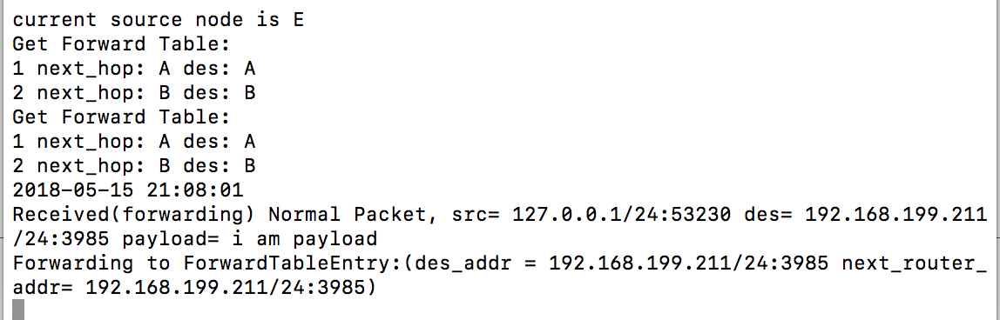 current source node is E
Get Forward Table:
1 next_hop: A des: A
2 next_hop: B des: B
Get Forward Table:
1 next_hop: A des: A
2 next_hop: B des: B
2018-05-15 21:08:01
Received(forwarding) Normal Packet, src= 127.0.0.1/24:53230 des= 192.168.199.211
/24:3985 payload= i am payload
Forwarding to ForwardTableEntry:(des_addr = 192.168.199.211/24:3985 next_router_
addr= 192.168.199.211/24:3985)